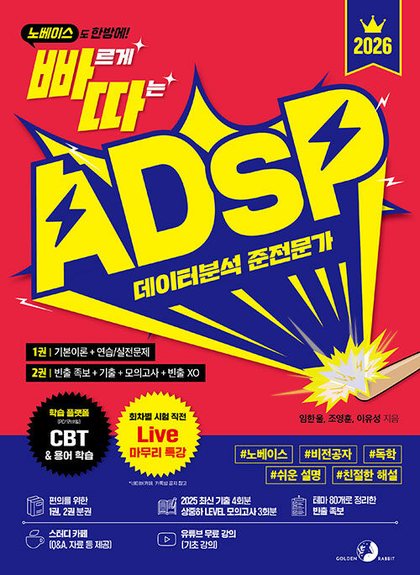 노베이스도 한밤에!
빠르게
따는
2026
ADSP
데이터분석 준전문가
1권 | 기본이론 + 연습/실전문제
2권 | 빈출 족보 + 기출 + 모의고사 + 빈출 XO
임한울, 조영훈, 이유성 지음
학습 플랫폼
(PC/모바일)
CBT
& 용어 학습
회차별 시험 직전
Live
마무리 특강
#노베이스 #비전공자 #독학
#쉬운 설명 #친절한 해설
편의를 위한
1권, 2권 분권
2025 최신 기출 4회분
상중하 LEVEL 모의고사 3회분
테마 80개로 정리한
빈출 족보
스터디 카페
(Q&A, 자료 등 제공)
유튜브 무료 강의
(기초 강의)
GOLDEN RABBIT